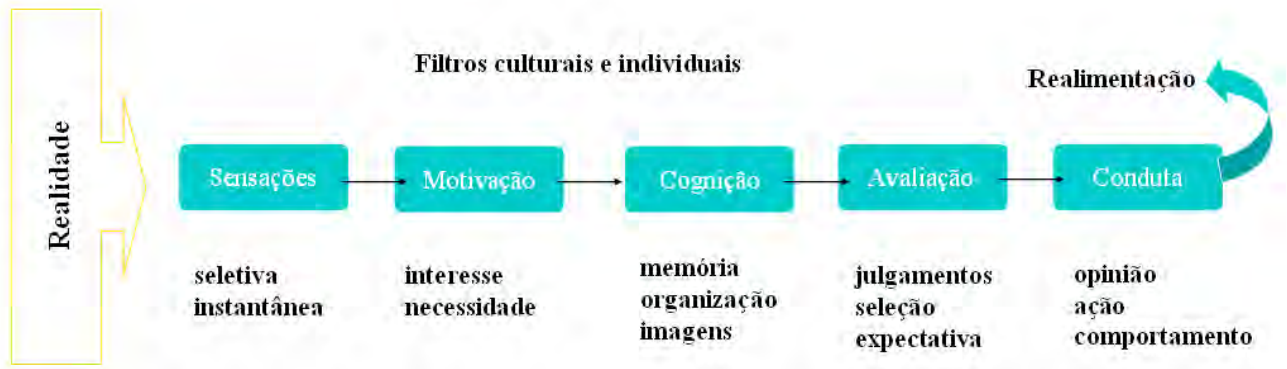 Filtros culturais e individuais
Realimentação
Realidade
Sensações
Motivação
Cognição
Avaliação
Conduta
seletiva
instantânea
interesse
necessidade
memória
organização
imagens
julgamentos
seleção
expectativa
opinião
ação
comportamento